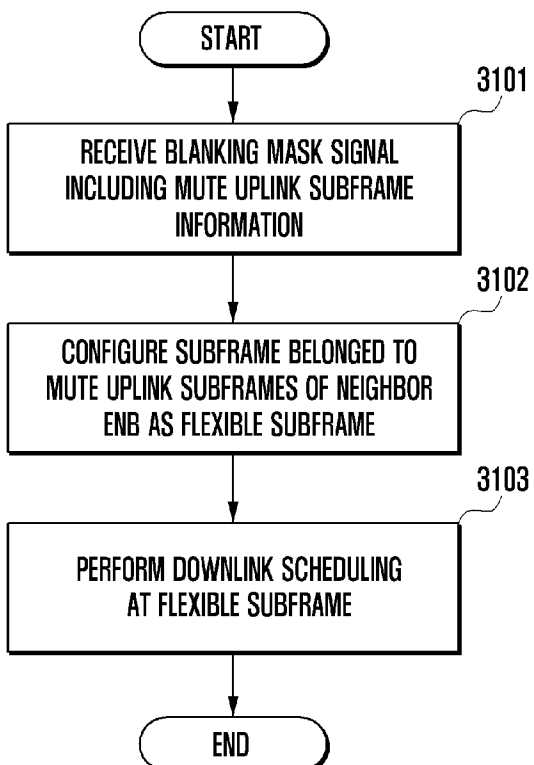 START
3101
RECEIVE BLANKING MASK SIGNAL
INCLUDING MUTE UPLINK SUBFRAME
INFORMATION
3102
CONFIGURE SUBFRAME BELONGED TO
MUTE UPLINK SUBFRAMES OF NEIGHBOR
ENB AS FLEXIBLE SUBFRAME
3103
PERFORM DOWNLINK SCHEDULING
AT FLEXIBLE SUBFRAME
END